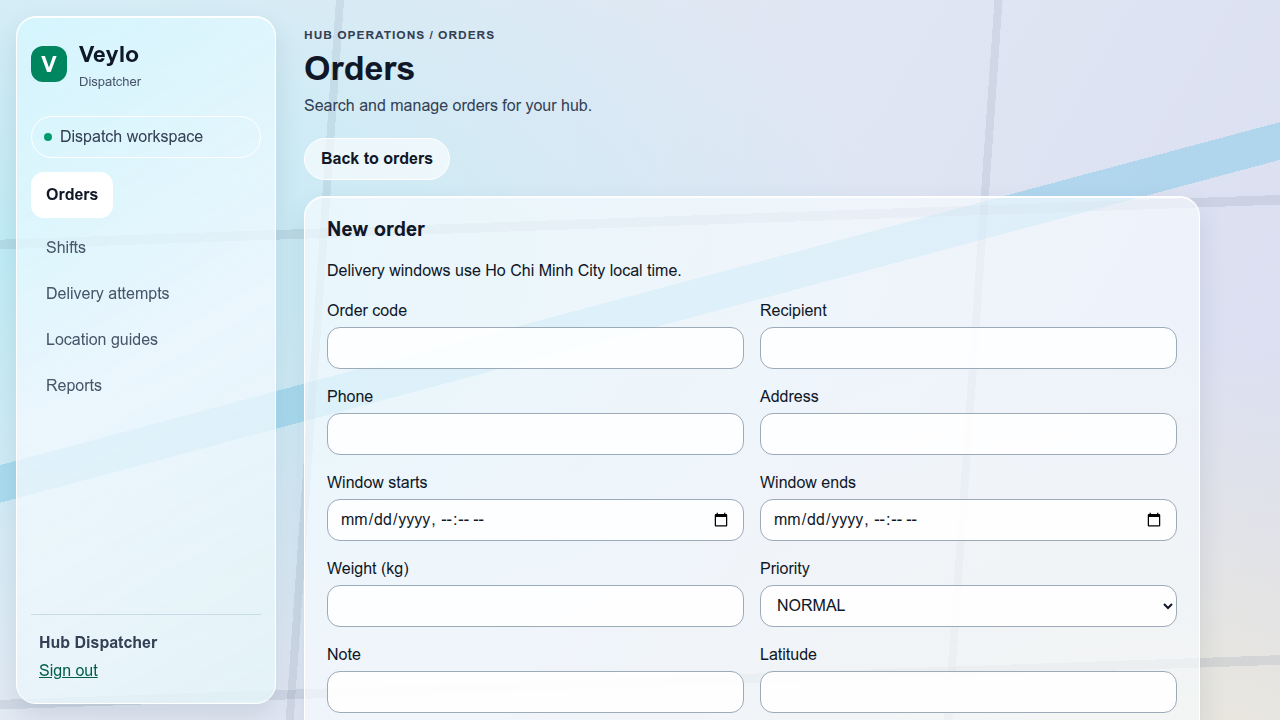 V
Veylo
Dispatcher
Dispatch workspace
Orders
Shifts
Delivery attempts
Location guides
Reports
Hub Dispatcher
Sign out
HUB OPERATIONS / ORDERS
Orders
Search and manage orders for your hub.
Back to orders
New order
Delivery windows use Ho Chi Minh City local time.
Order code
Recipient
Phone
Address
Window starts
Window ends
mm/dd/yyyy, --:-- --
mm/dd/yyyy, --:-- --
Weight (kg)
Priority
NORMAL
Note
Latitude